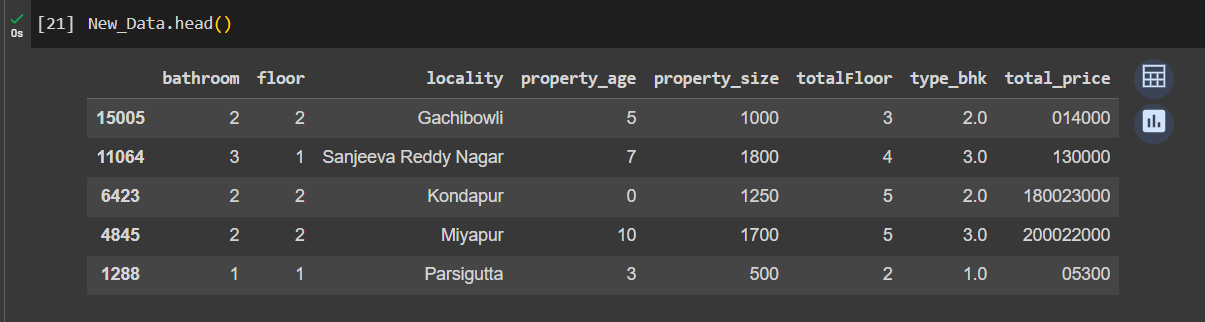 [21] New_Data.head()
0s
bathroom floor locality property_age property_size totalFloor type_bhk total_price
15005 2 2 Gachibowli 5 1000 3 2.0 014000
11064 3 1 Sanjeeva Reddy Nagar 7 1800 4 3.0 130000
6423 2 2 Kondapur 0 1250 5 2.0 180023000
4845 2 2 Miyapur 10 1700 5 3.0 200022000
1288 1 1 Parsigutta 3 500 2 1.0 05300